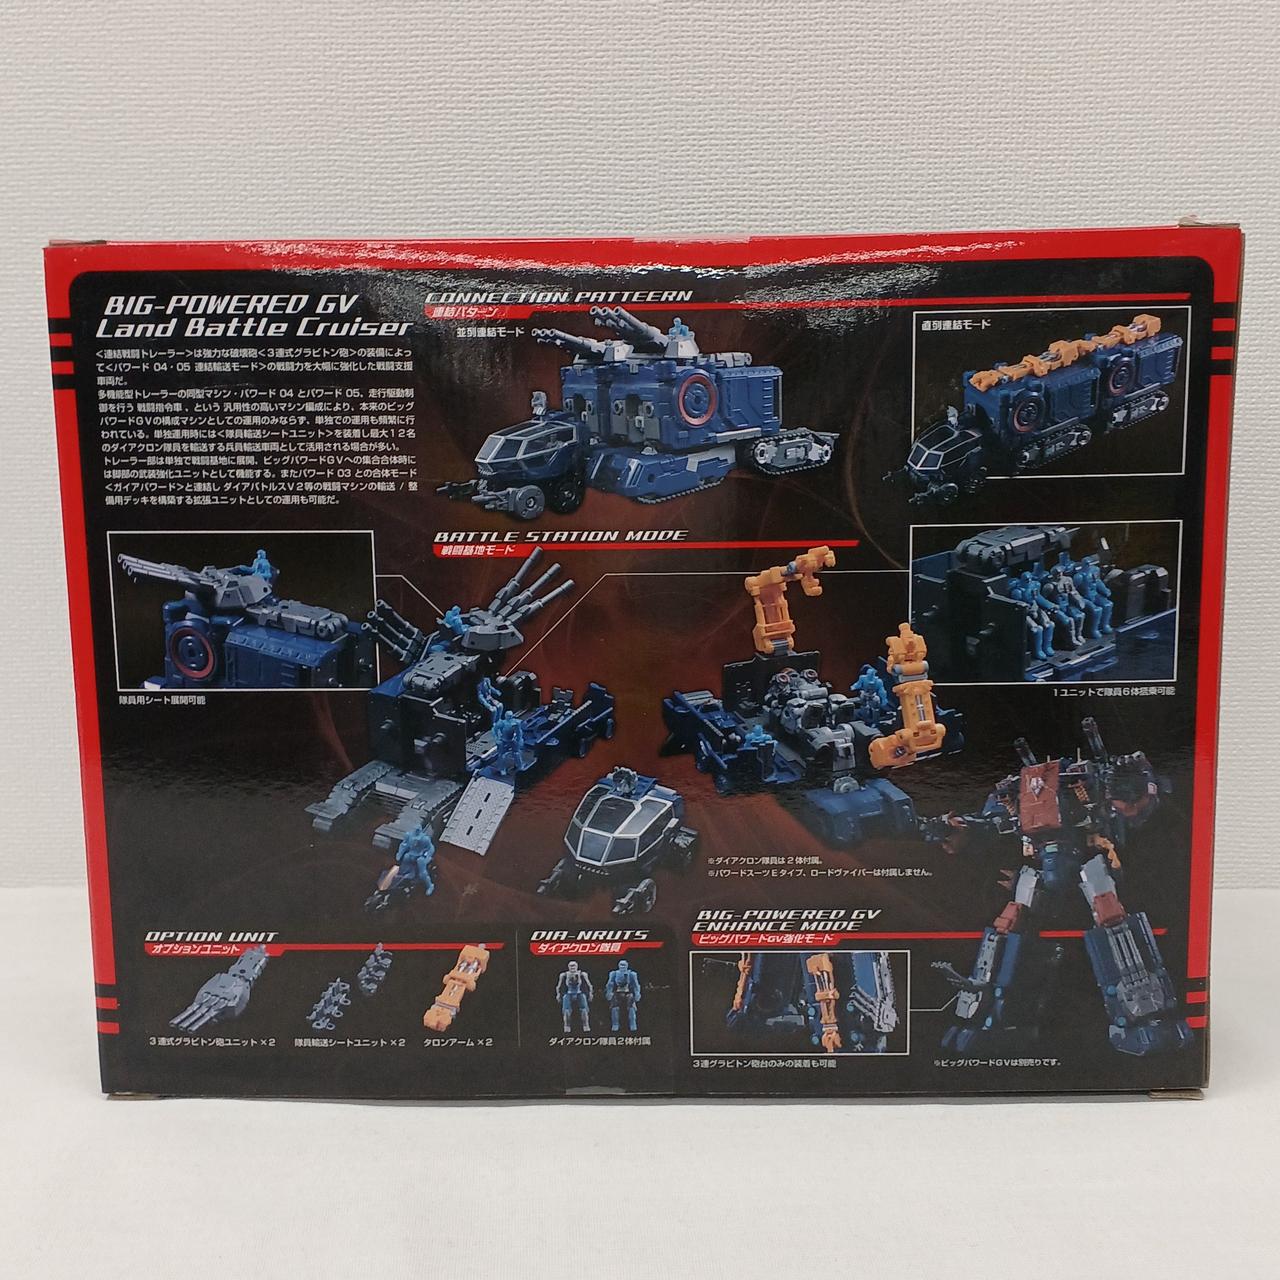 BIG-POWERED GV
Land Battle Cruiser
<連結戦闘トレーラー>は強力な破壊砲<3連式グラビトン砲>の装備によっ
て<パワード 04・05 連結輸送モード>の戦闘力を大幅に強化した戦闘支援
車両だ。
多機能型トレーラーの同型マシン・パワード 04 とパワード 05、走行駆動制
御を行う 戦闘指令車 、という 汎用性の高いマシン編成により、本来のビッグ
パワードGVの構成マシンとしての運用のみならず、単独での運用も頻繁に行
われている。単独運用時には<隊員輸送シートユニット>を装着し最大12名
のダイアクロン隊員を輸送する兵員輸送車両として活用される場合が多い。
トレーラー部は単独で戦闘基地に展開、ビッグパワードGVへの集合合体時に
は脚部の武装強化ユニットとして機能する。またパワード 03 との合体モード
<ガイアパワード>と連結し ダイアバトルスV2等の戦闘マシンの輸送 / 整
備用デッキを構築する拡張ユニットとしての運用も可能だ。
CONNECTION PATTEERN
連結パターン
並列連結モード
直列連結モード
BATTLE STATION MODE
戦闘基地モード
隊員用シート展開可能
1ユニットで隊員6体搭乗可能
※ダイアクロン隊員は2体付属。
※パワードスーツEタイプ、ロードヴァイパーは付属しません。
OPTION UNIT
オプションユニット
3連式グラビトン砲ユニット×2
隊員輸送シートユニット×2
タロンアーム×2
DIA-NRUTS
ダイアクロン隊員
ダイアクロン隊員2体付属
BIG-POWERED GV
ENHANCE MODE
ビッグパワードGV強化モード
3連グラビトン砲台のみの装着も可能
※ビッグパワードGVは別売りです。